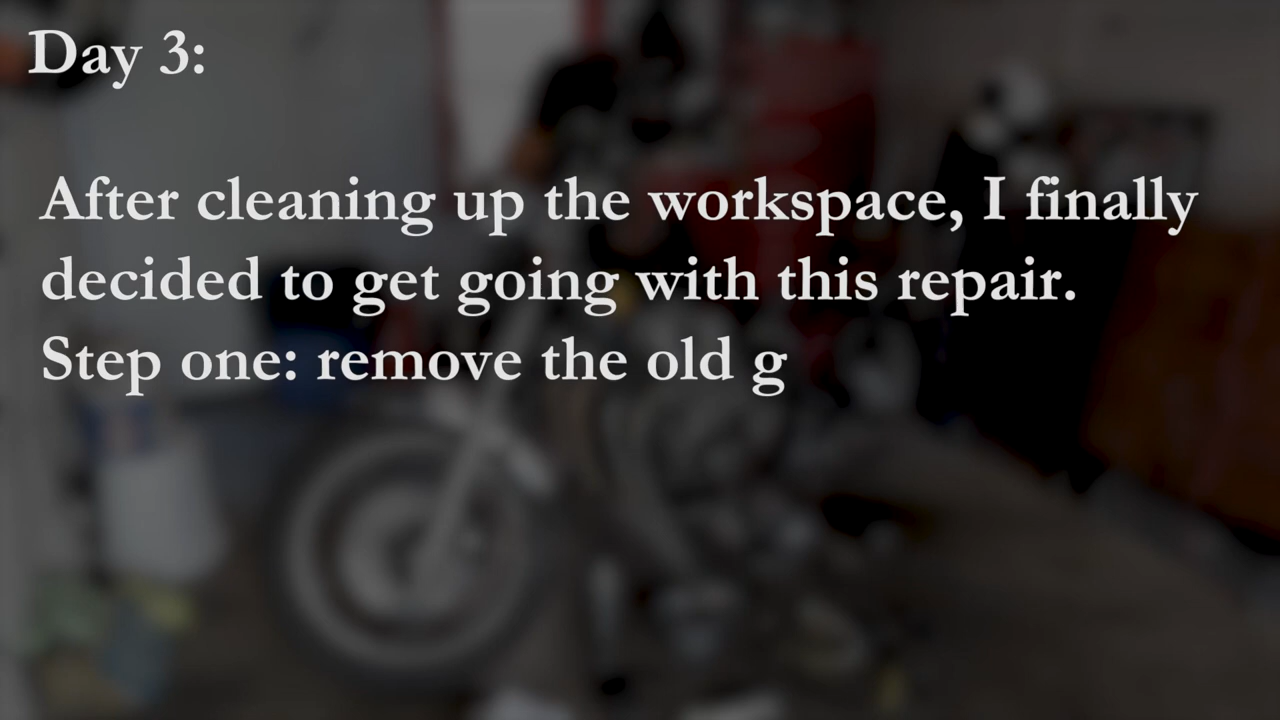 Day 3:
After cleaning up the workspace, I finally
decided to get going with this repair.
Step one: remove the old g